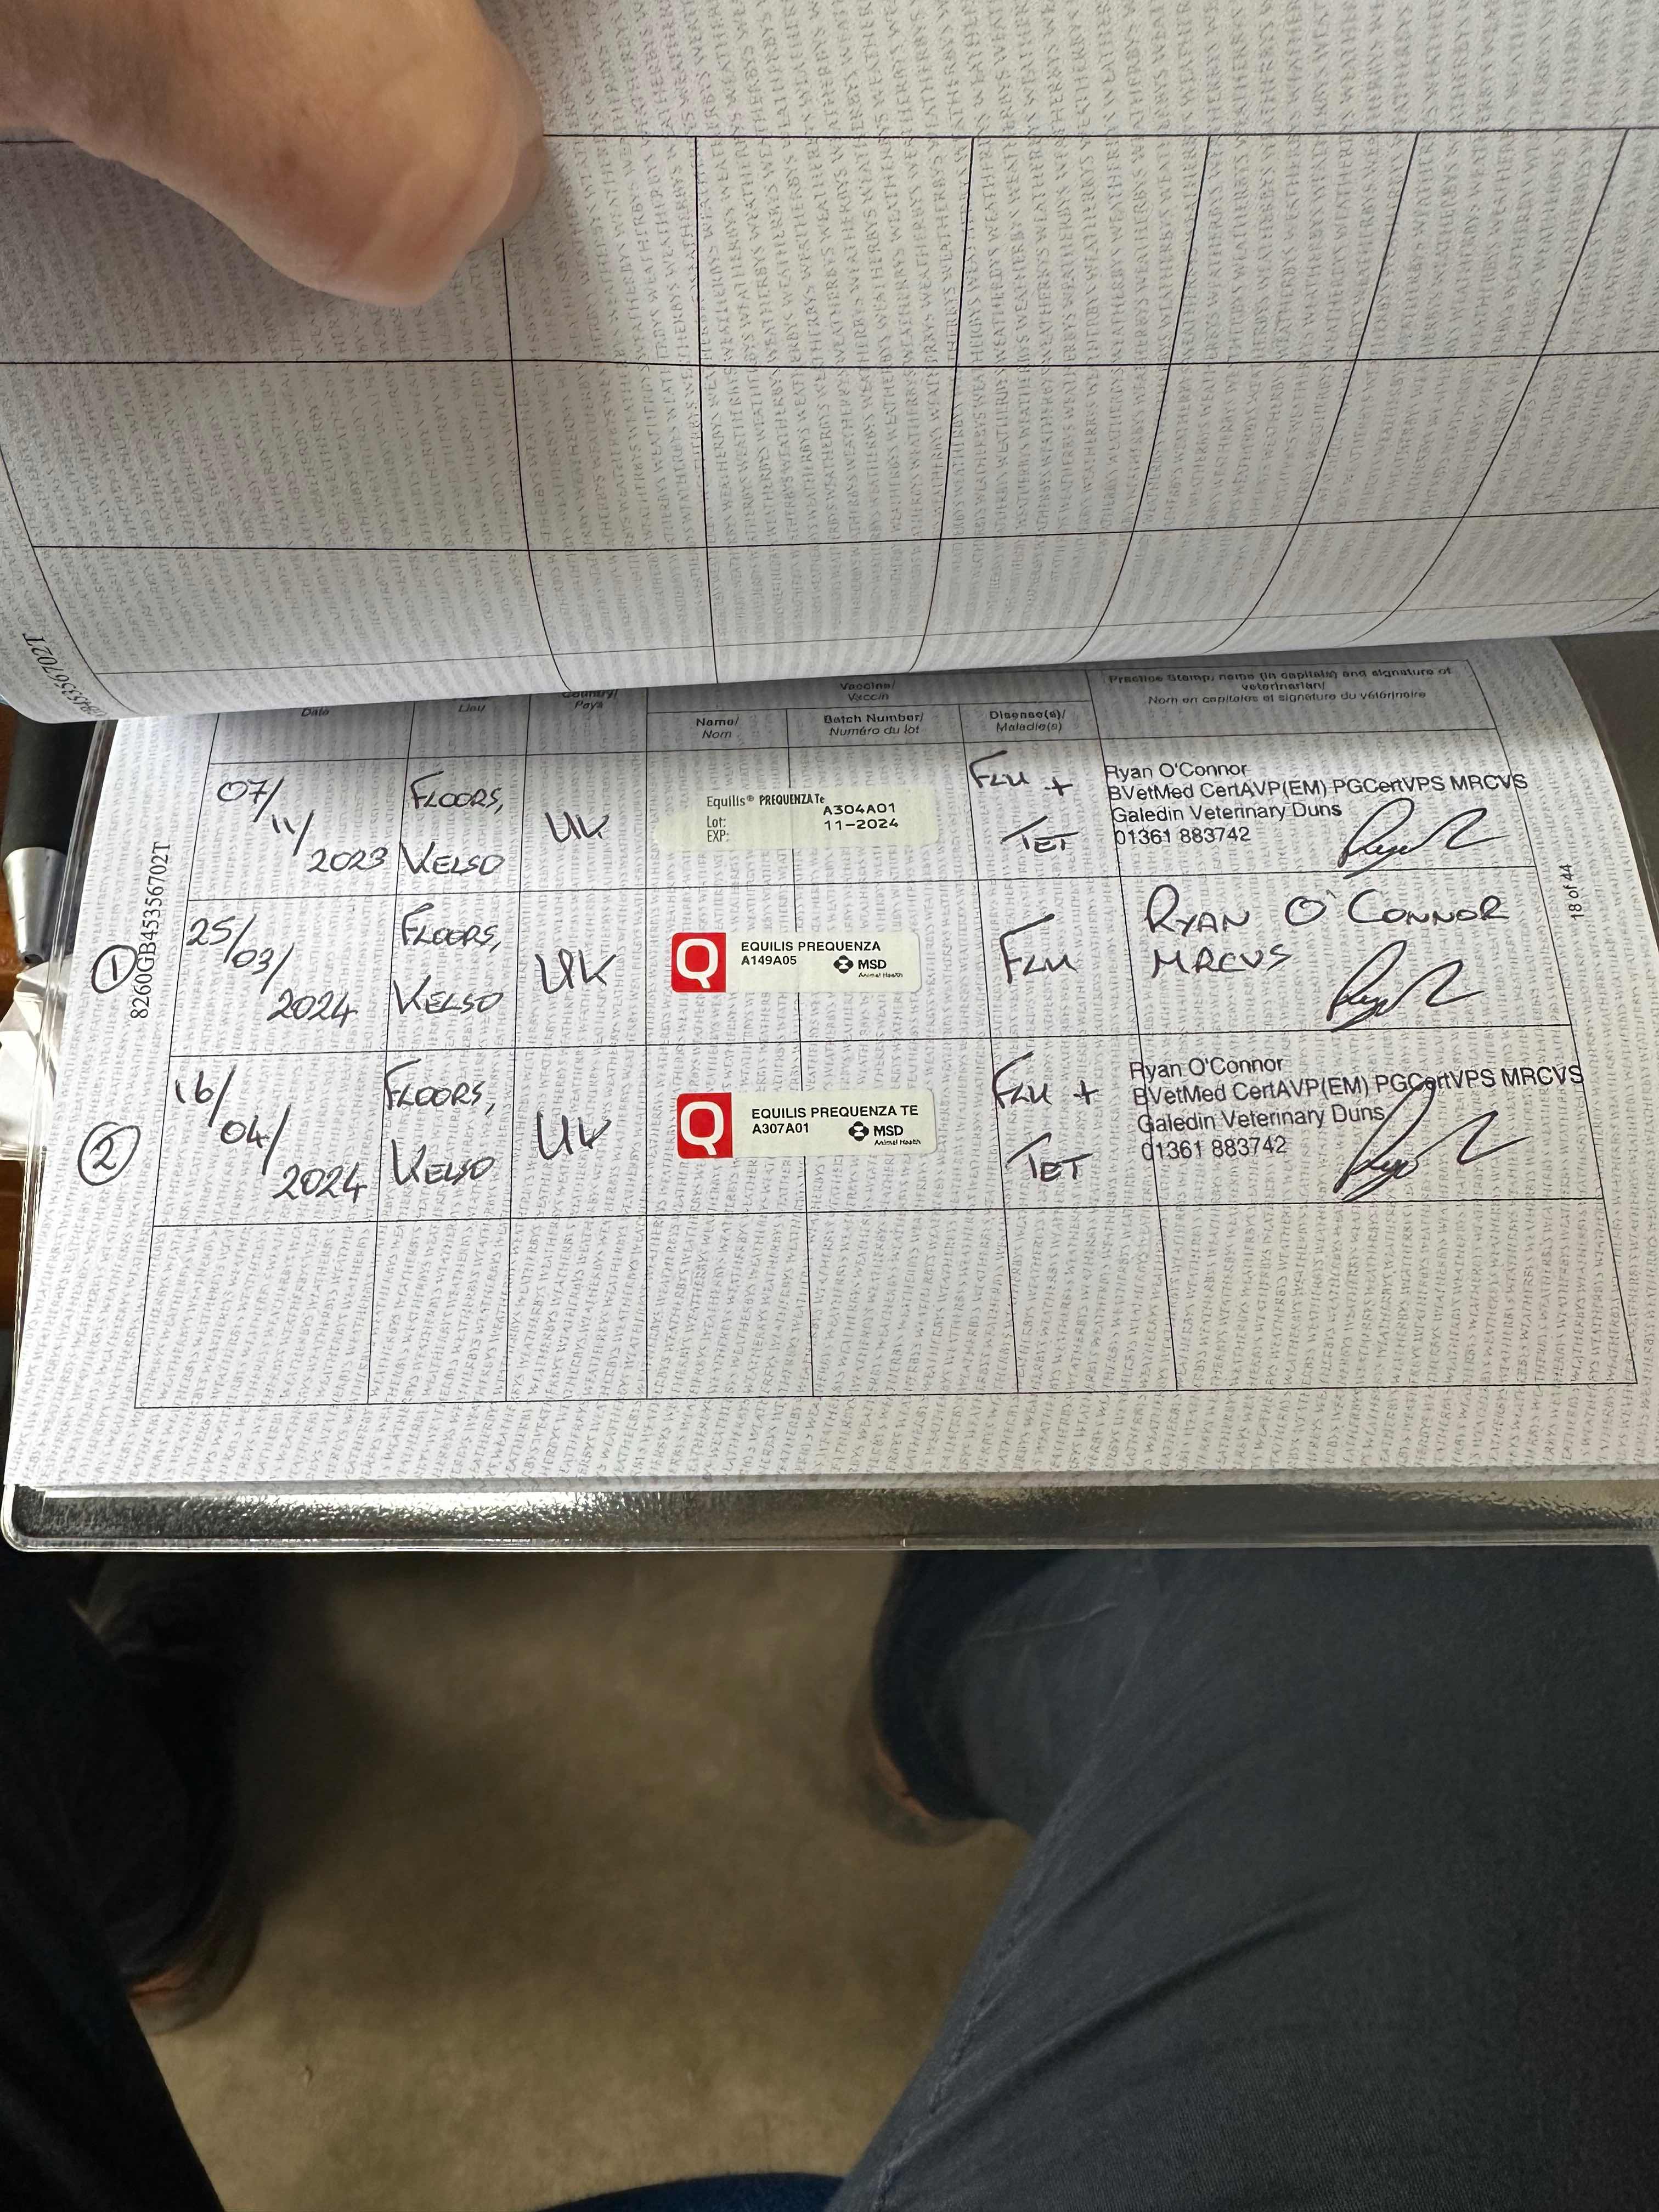 Date
Lieu
Country/
Pays
Vaccine/
Vaccin
Name/
Nom
Batch Number/
Numéro du lot
Disease(s)/
Maladie(s)
Practice Stamp, name (in capitals) and signature of
veterinarian/
Nom en capitales et signature du vétérinaire
07/
11/
2023
FLOORS,
KELSO
UK
Equilis® PREQUENZA Te
Lot: A304A01
EXP: 11-2024
FLU +
TET
Ryan O'Connor
BVetMed CertAVP(EM) PGCertVPS MRCVS
Galedin Veterinary Duns
01361 883742
1
25/
03/
2024
FLOORS,
KELSO
UK
Q
EQUILIS PREQUENZA
A149A05
MSD
Animal Health
FLU
RYAN O'CONNOR
MRCVS
2
16/
04/
2024
FLOORS,
KELSO
UK
Q
EQUILIS PREQUENZA TE
A307A01
MSD
Animal Health
FLU +
TET
Ryan O'Connor
BVetMed CertAVP(EM) PGCertVPS MRCVS
Galedin Veterinary Duns
01361 883742
8260GB45356702T
18 of 44
WEATHERBYS